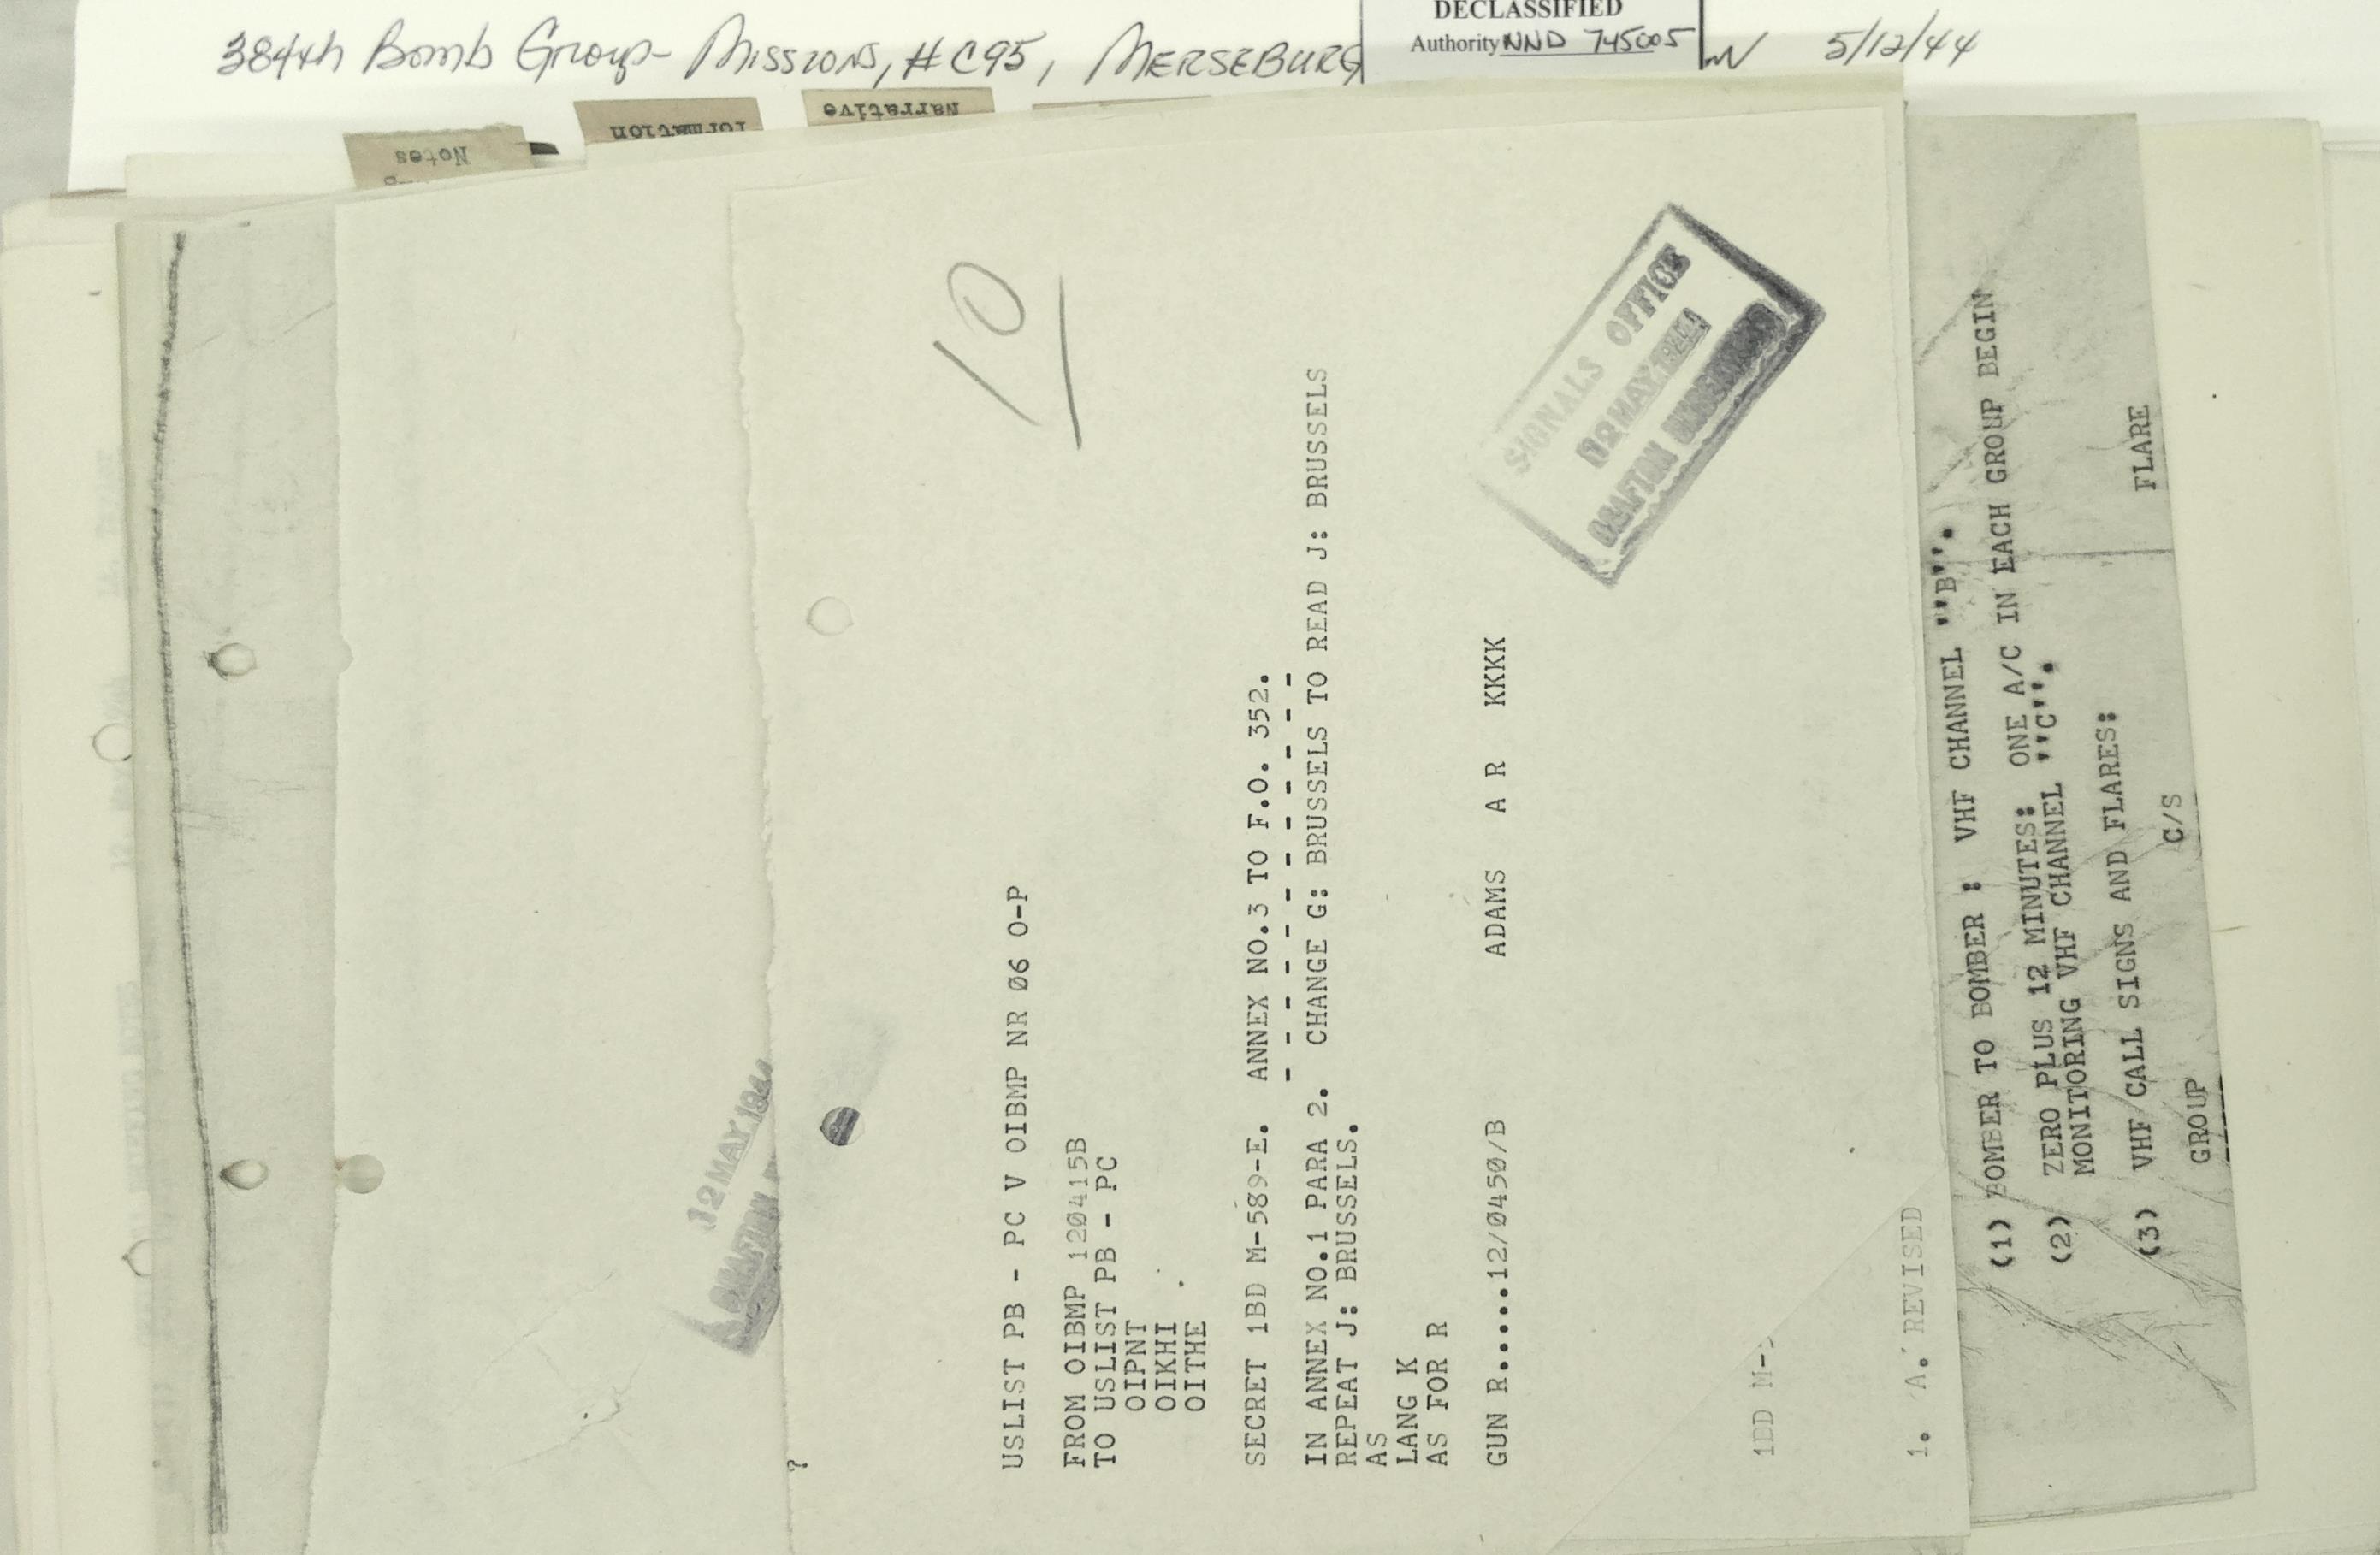 384th Bomb Group - Missions, #C95, MERSEBURG
5/12/44
DECLASSIFIED
Authority NND 745005
Notes
formation
Narrative
12 MAY 194
GRAFTON
10
?
USLIST PB - PC V OIBMP NR 06 O-P
FROM OIBMP 120415B
TO USLIST PB - PC
OIPNT
OIKHI
OITHE
SECRET 1BD M-589-E. ANNEX NO.3 TO F.O. 352.
- - - - - - - - - - - - -
IN ANNEX NO.1 PARA 2. CHANGE G: BRUSSELS TO READ J: BRUSSELS
REPEAT J: BRUSSELS.
AS
LANG K
AS FOR R
GUN R.....12/0450/B ADAMS A R KKKK
SIGNALS OFFICE
12 MAY 1944
GRAFTON UNDERWOOD
1BD M-
1. A. REVISED
(1) BOMBER TO BOMBER : VHF CHANNEL ''B''.
(2) ZERO PLUS 12 MINUTES: ONE A/C IN EACH GROUP BEGIN
MONITORING VHF CHANNEL ''C''.
(3) VHF CALL SIGNS AND FLARES:
GROUP C/S FLARE